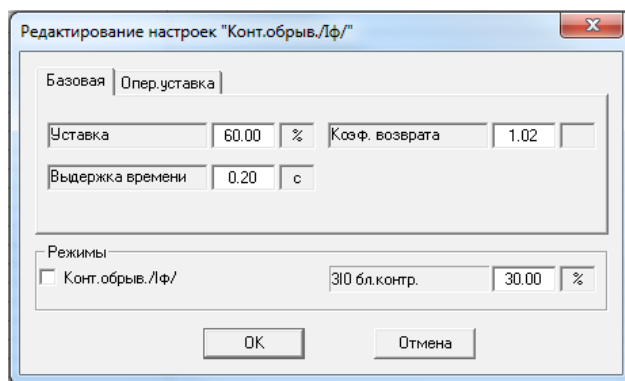 Редактирование настроек "Конт.обрыв./Iф/"
Базовая Опер.уставка
Уставка 60.00 % Коэф. возврата 1.02
Выдержка времени 0.20 с
Режимы
Конт.обрыв./Iф/ 3I0 бл.контр. 30.00 %
OK Отмена